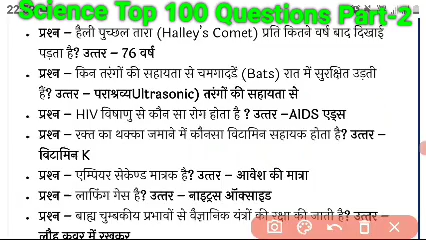 Science Top 100 Questions Part-2
प्रश्न – हैली पुच्छल तारा (Halley's Comet) प्रति कितने वर्ष बाद दिखाई
पड़ता है? उत्तर – 76 वर्ष
प्रश्न – किन तरंगों की सहायता से चमगादडें (Bats) रात में सुरक्षित उड़ती
हैं? उत्तर – पराश्रव्यUltrasonic) तरंगों की सहायता से
प्रश्न – HIV विषाणु से कौन सा रोग होता है ? उत्तर –AIDS एड्स
प्रश्न – रक्त का थक्का जमाने में कौनसा विटामिन सहायक होता है? उत्तर –
विटामिन K
प्रश्न – एम्पियर सेकेण्ड मात्रक है? उत्तर – आवेश की मात्रा
प्रश्न – लाफिंग गेस है? उत्तर – नाइट्रस ऑक्साइड
प्रश्न – बाह्य चुम्बकीय प्रभावों से वैज्ञानिक यंत्रों की रक्षा की जाती है? उत्तर –
लौह कवर में रखकर